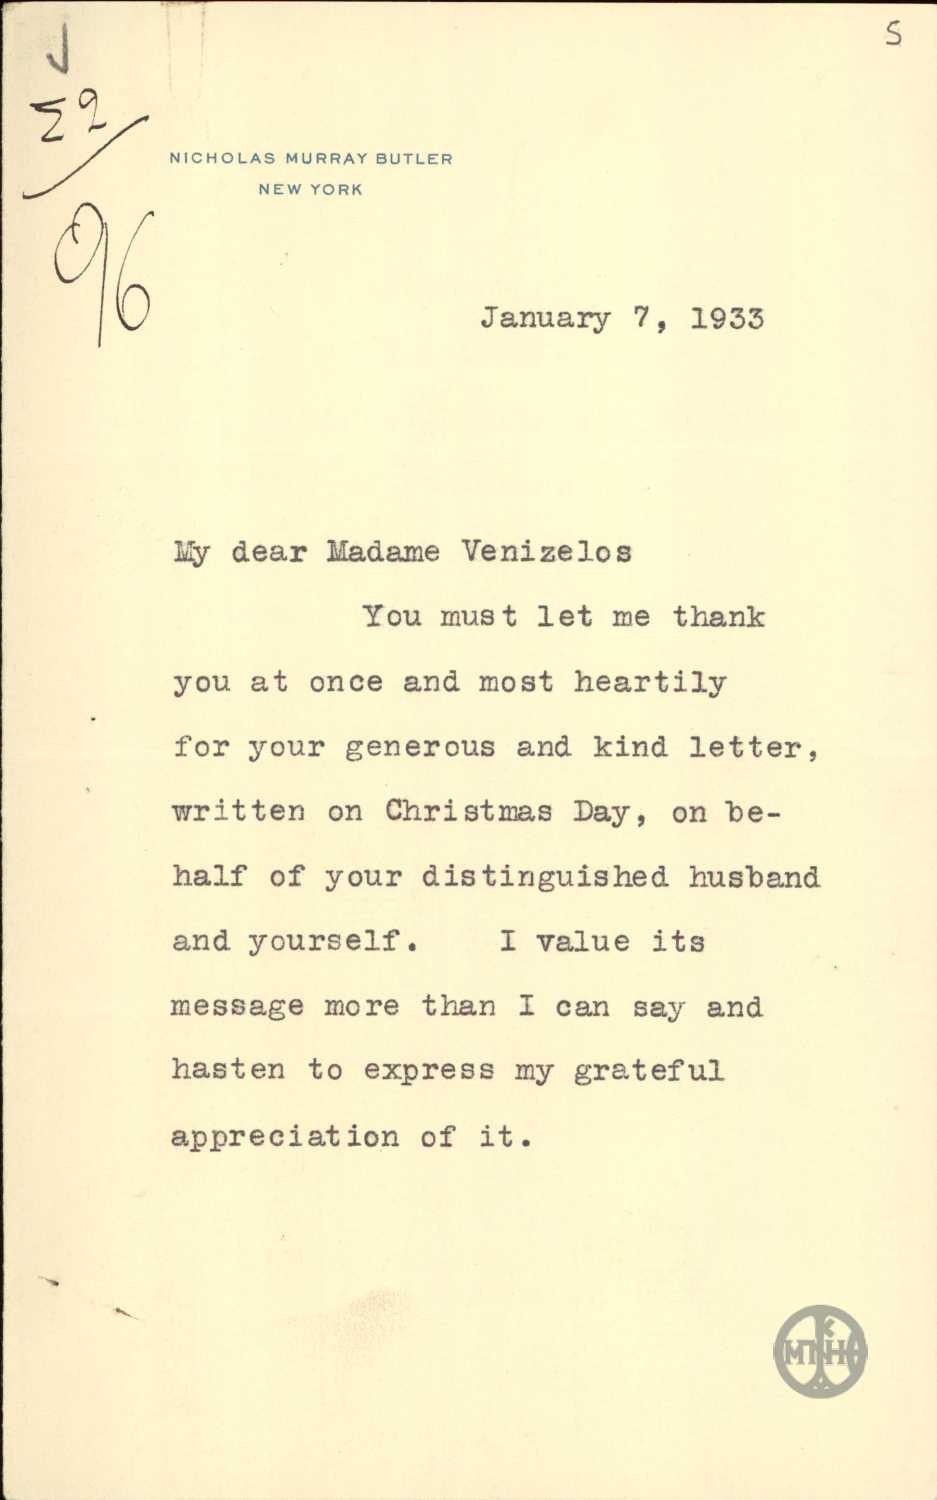 5
Σ2
96
NICHOLAS MURRAY BUTLER
NEW YORK
January 7, 1933
My dear Madame Venizelos
You must let me thank
you at once and most heartily
for your generous and kind letter,
written on Christmas Day, on be-
half of your distinguished husband
and yourself. I value its
message more than I can say and
hasten to express my grateful
appreciation of it.